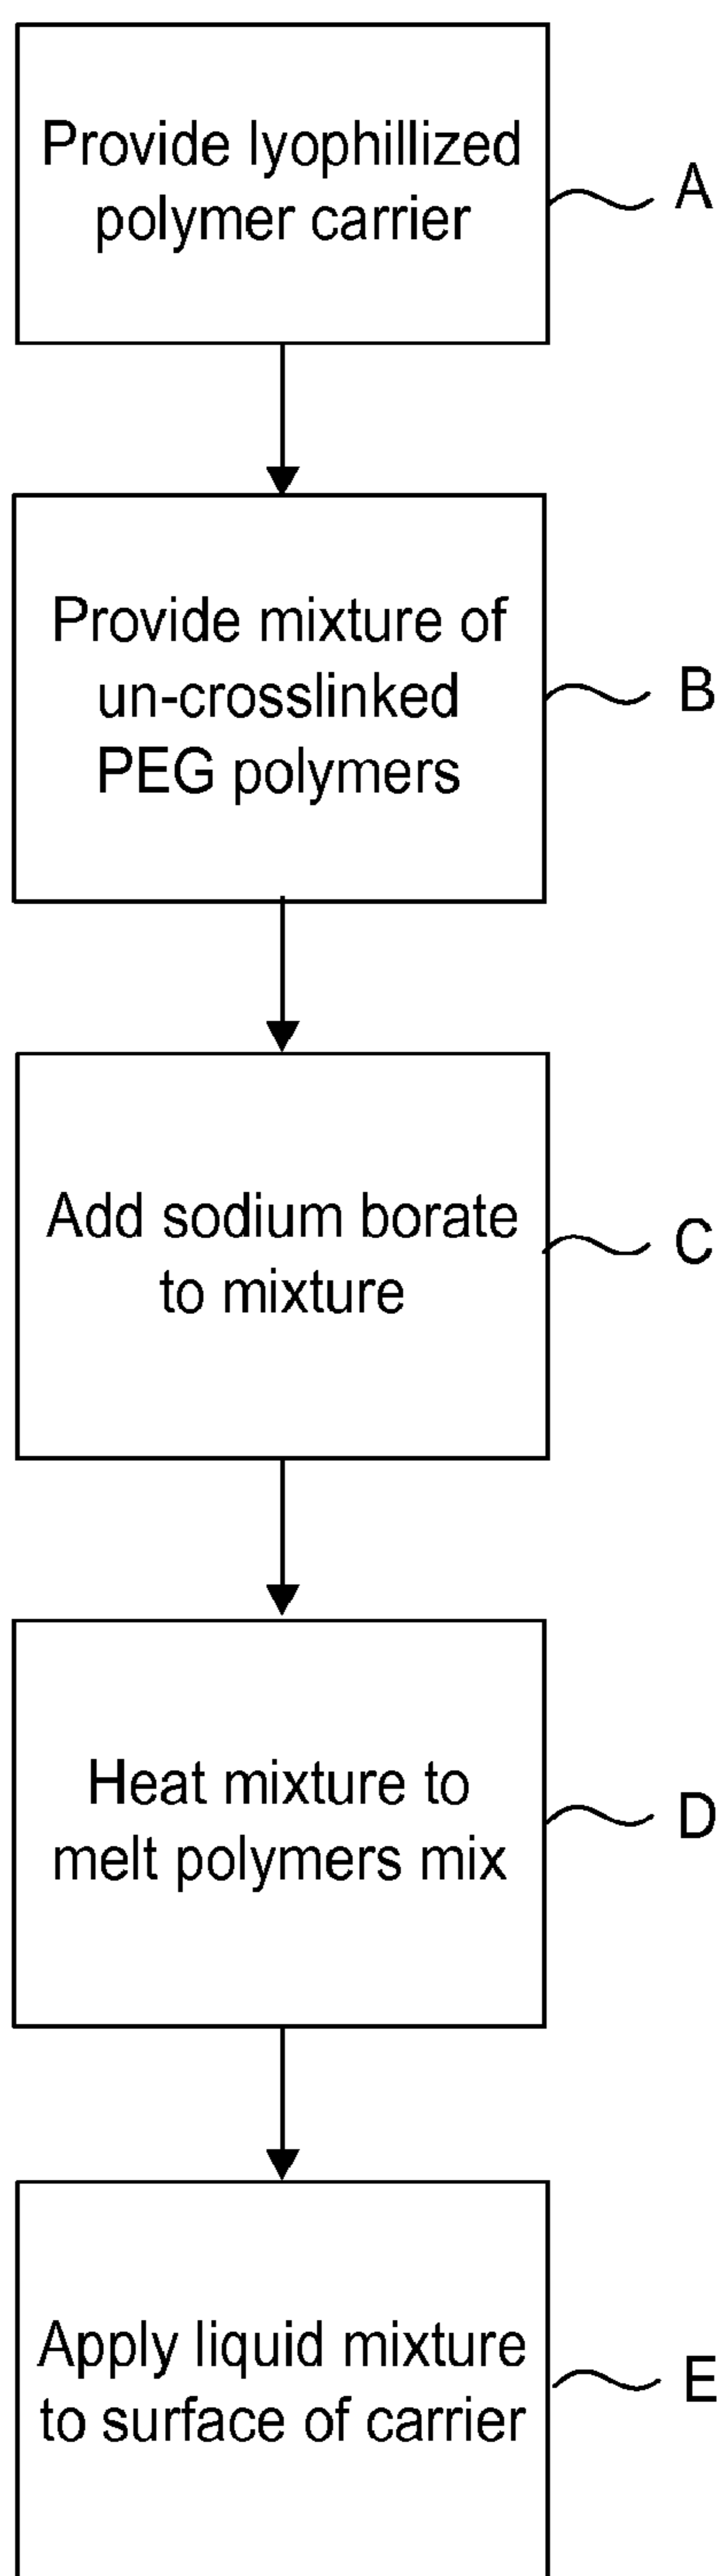 Provide lyophillized
polymer carrier
A
Provide mixture of
un-crosslinked
PEG polymers
B
Add sodium borate
to mixture
C
Heat mixture to
melt polymers mix
D
Apply liquid mixture
to surface of carrier
E